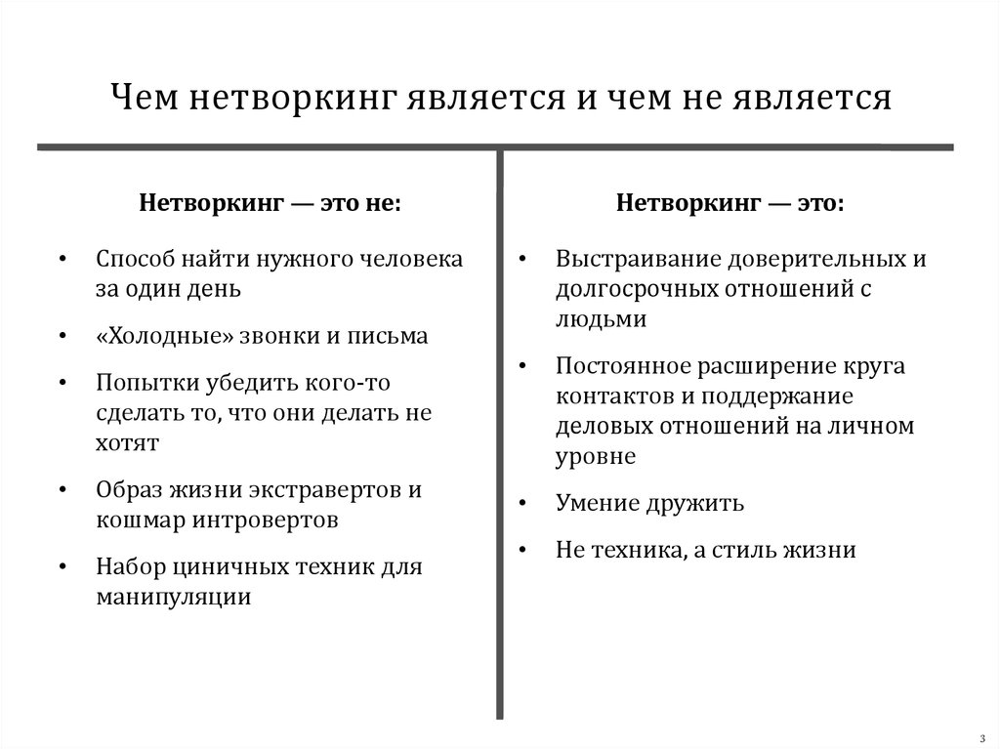 Чем нетворкинг является и чем не является
Нетворкинг — это не:
• Способ найти нужного человека
за один день
• «Холодные» звонки и письма
• Попытки убедить кого-то
сделать то, что они делать не
хотят
• Образ жизни экстравертов и
кошмар интровертов
• Набор циничных техник для
манипуляции
Нетворкинг — это:
• Выстраивание доверительных и
долгосрочных отношений с
людьми
• Постоянное расширение круга
контактов и поддержание
деловых отношений на личном
уровне
• Умение дружить
• Не техника, а стиль жизни
3